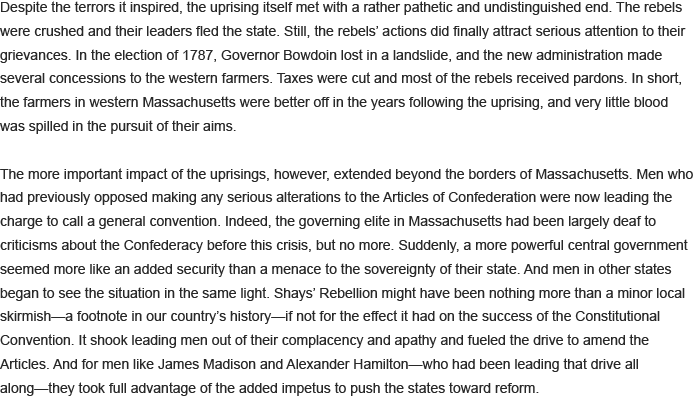 Despite the terrors it inspired, the uprising itself met with a rather pathetic and undistinguished end. The rebels
were crushed and their leaders fled the state. Still, the rebels’ actions did finally attract serious attention to their
grievances. In the election of 1787, Governor Bowdoin lost in a landslide, and the new administration made
several concessions to the western farmers. Taxes were cut and most of the rebels received pardons. In short,
the farmers in western Massachusetts were better off in the years following the uprising, and very little blood
was spilled in the pursuit of their aims.

The more important impact of the uprisings, however, extended beyond the borders of Massachusetts. Men who
had previously opposed making any serious alterations to the Articles of Confederation were now leading the
charge to call a general convention. Indeed, the governing elite in Massachusetts had been largely deaf to
criticisms about the Confederacy before this crisis, but no more. Suddenly, a more powerful central government
seemed more like an added security than a menace to the sovereignty of their state. And men in other states
began to see the situation in the same light. Shays’ Rebellion might have been nothing more than a minor local
skirmish—a footnote in our country’s history—if not for the effect it had on the success of the Constitutional
Convention. It shook leading men out of their complacency and apathy and fueled the drive to amend the
Articles. And for men like James Madison and Alexander Hamilton—who had been leading that drive all
along—they took full advantage of the added impetus to push the states toward reform.